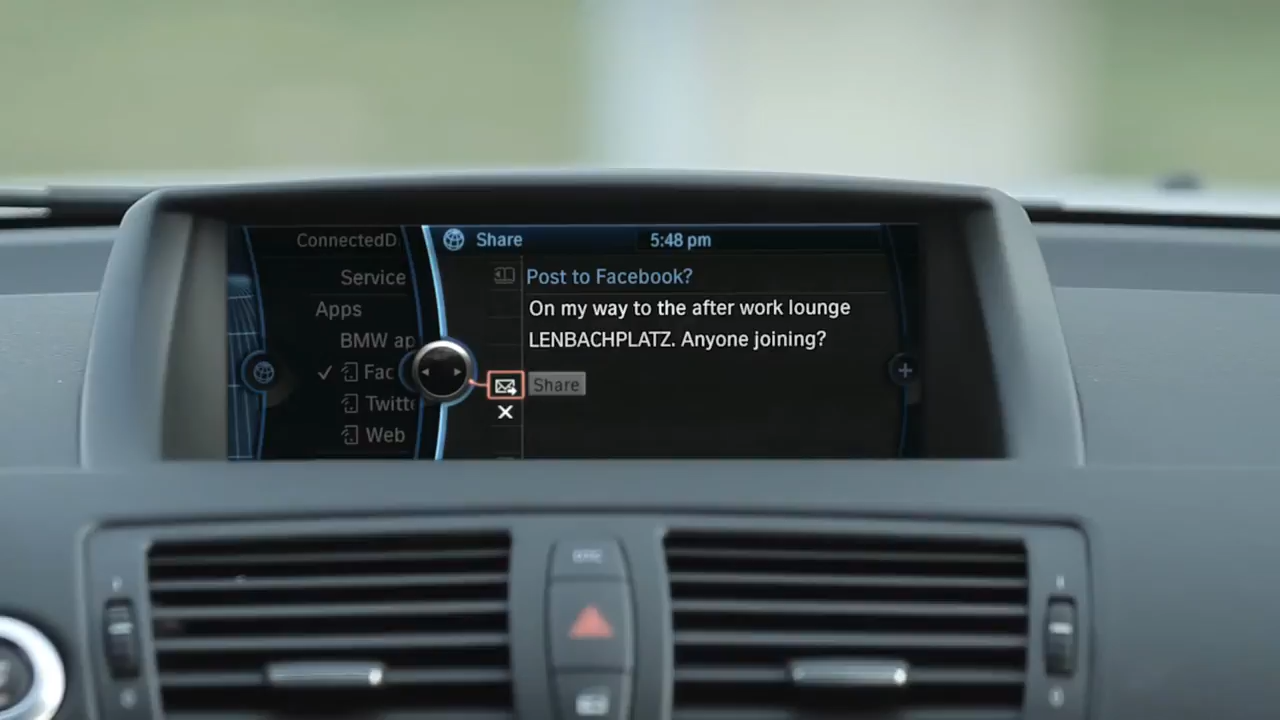 ConnectedD
Service
Apps
BMW ap
Fac
Twitte
Web
Share
5:48 pm
Post to Facebook?
On my way to the after work lounge
LENBACHPLATZ. Anyone joining?
Share